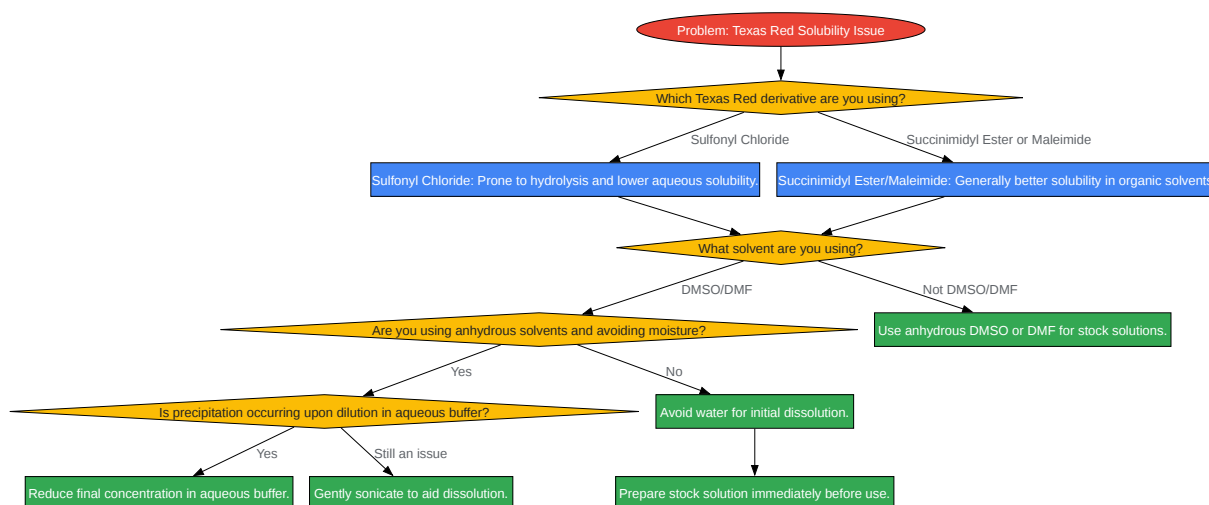 Problem: Texas Red Solubility Issue
Which Texas Red derivative are you using?
Sulfonyl Chloride
Succinimidyl Ester or Maleimide
Sulfonyl Chloride: Prone to hydrolysis and lower aqueous solubility.
Succinimidyl Ester/Maleimide: Generally better solubility in organic solvents
What solvent are you using?
DMSO/DMF
Not DMSO/DMF
Are you using anhydrous solvents and avoiding moisture?
Use anhydrous DMSO or DMF for stock solutions.
Yes
No
Is precipitation occurring upon dilution in aqueous buffer?
Avoid water for initial dissolution.
Yes
Still an issue
Reduce final concentration in aqueous buffer.
Gently sonicate to aid dissolution.
Prepare stock solution immediately before use.